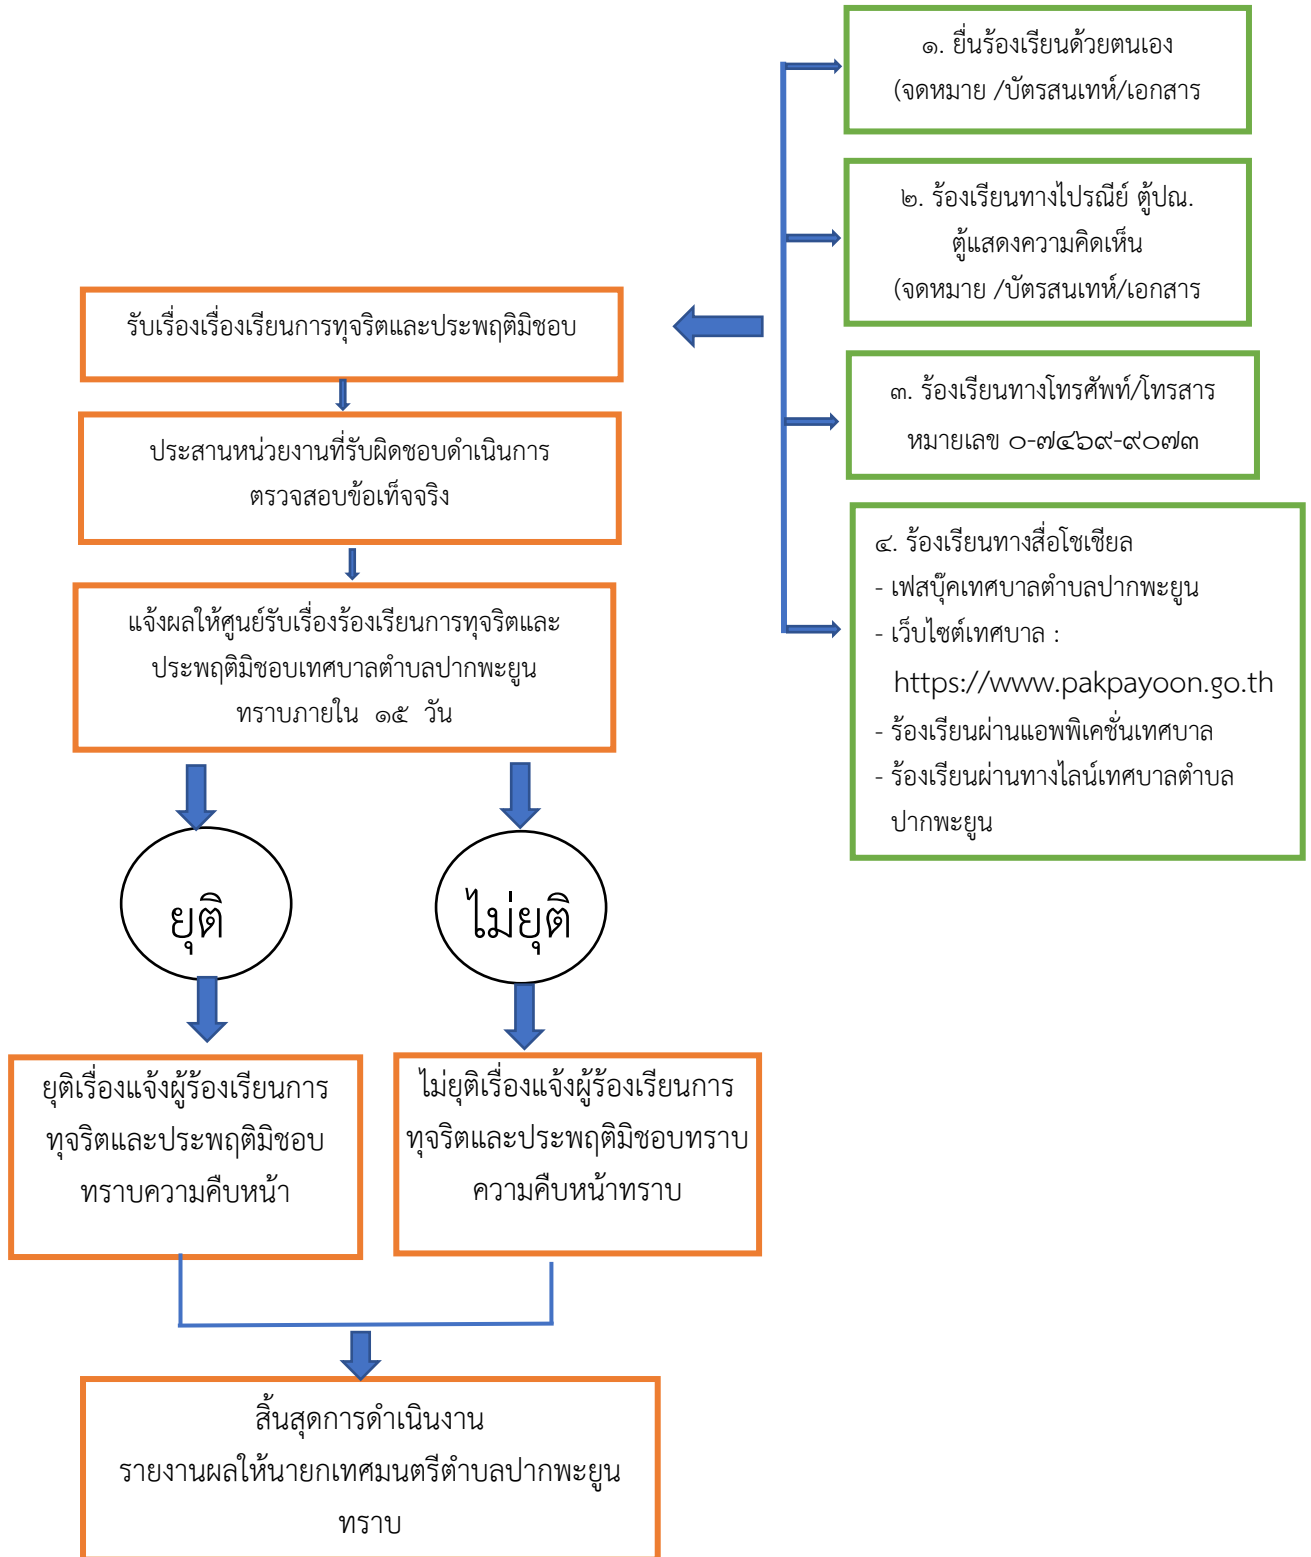 ๑. ยื่นร้องเรียนด้วยตนเอง
(จดหมาย /บัตรสนเทห์/เอกสาร
๒. ร้องเรียนทางไปรณีย์ ตู้ปณ.
ตู้แสดงความคิดเห็น
(จดหมาย /บัตรสนเทห์/เอกสาร
๓. ร้องเรียนทางโทรศัพท์/โทรสาร
หมายเลข ๐-๗๔๖๙-๙๐๗๓
๔. ร้องเรียนทางสื่อโชเชียล
- เฟสบุ๊คเทศบาลตำบลปากพะยูน
- เว็บไซต์เทศบาล :
https://www.pakpayoon.go.th
- ร้องเรียนผ่านแอพพิเคชั่นเทศบาล
- ร้องเรียนผ่านทางไลน์เทศบาลตำบล
ปากพะยูน
รับเรื่องเรื่องเรียนการทุจริตและประพฤติมิชอบ
ประสานหน่วยงานที่รับผิดชอบดำเนินการ
ตรวจสอบข้อเท็จจริง
แจ้งผลให้ศูนย์รับเรื่องร้องเรียนการทุจริตและ
ประพฤติมิชอบเทศบาลตำบลปากพะยูน
ทราบภายใน ๑๕ วัน
ยุติ
ไม่ยุติ
ยุติเรื่องแจ้งผู้ร้องเรียนการ
ทุจริตและประพฤติมิชอบ
ทราบความคืบหน้า
ไม่ยุติเรื่องแจ้งผู้ร้องเรียนการ
ทุจริตและประพฤติมิชอบทราบ
ความคืบหน้าทราบ
สิ้นสุดการดำเนินงาน
รายงานผลให้นายกเทศมนตรีตำบลปากพะยูน
ทราบ